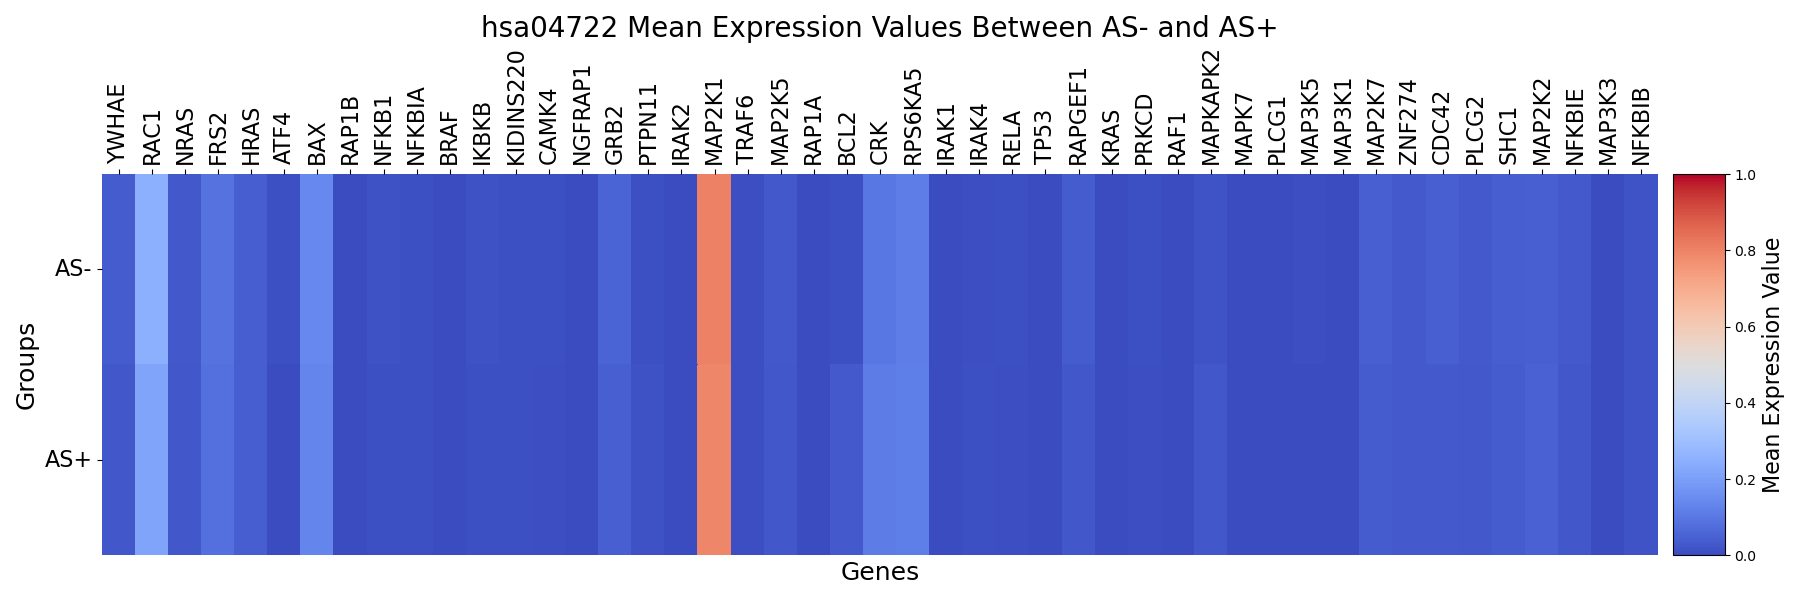 hsa04722 Mean Expression Values Between AS- and AS+
YWHAE
RAC1
NRAS
FRS2
HRAS
ATF4
BAX
RAP1B
NFKB1
NFKBIA
BRAF
IKBKB
KIDINS220
CAMK4
NGFRAP1
GRB2
PTPN11
IRAK2
MAP2K1
TRAF6
MAP2K5
RAP1A
BCL2
CRK
RPS6KA5
IRAK1
IRAK4
RELA
TP53
RAPGEF1
KRAS
PRKCD
RAF1
MAPKAPK2
MAPK7
PLCG1
MAP3K5
MAP3K1
MAP2K7
ZNF274
CDC42
PLCG2
SHC1
MAP2K2
NFKBIE
MAP3K3
NFKBIB
Groups
AS-
AS+
Genes
1.0
0.8
0.6
0.4
0.2
0.0
Mean Expression Value